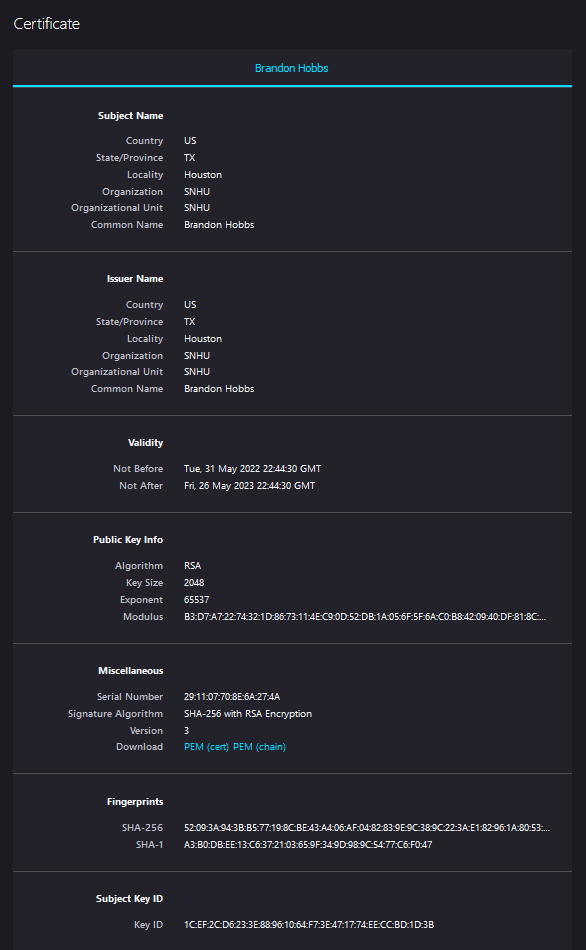 Certificate
Brandon Hobbs
Subject Name
Country US
State/Province TX
Locality Houston
Organization SNHU
Organizational Unit SNHU
Common Name Brandon Hobbs
Issuer Name
Country US
State/Province TX
Locality Houston
Organization SNHU
Organizational Unit SNHU
Common Name Brandon Hobbs
Validity
Not Before Tue, 31 May 2022 22:44:30 GMT
Not After Fri, 26 May 2023 22:44:30 GMT
Public Key Info
Algorithm RSA
Key Size 2048
Exponent 65537
Modulus B3:D7:A7:22:74:32:1D:86:73:11:4E:C9:0D:52:DB:1A:05:6F:5F:6A:C0:B8:42:09:40:DF:81:8C:...
Miscellaneous
Serial Number 29:11:07:70:8E:6A:27:4A
Signature Algorithm SHA-256 with RSA Encryption
Version 3
Download PEM (cert) PEM (chain)
Fingerprints
SHA-256 52:09:3A:94:3B:B5:77:19:8C:BE:43:A4:06:AF:04:82:83:9E:9C:38:9C:22:3A:E1:82:96:1A:80:53:...
SHA-1 A3:B0:DB:EE:13:C6:37:21:03:65:9F:34:9D:98:9C:54:77:C6:F0:47
Subject Key ID
Key ID 1C:EF:2C:D6:23:3E:88:96:10:64:F7:3E:47:17:74:EE:CC:BD:1D:3B